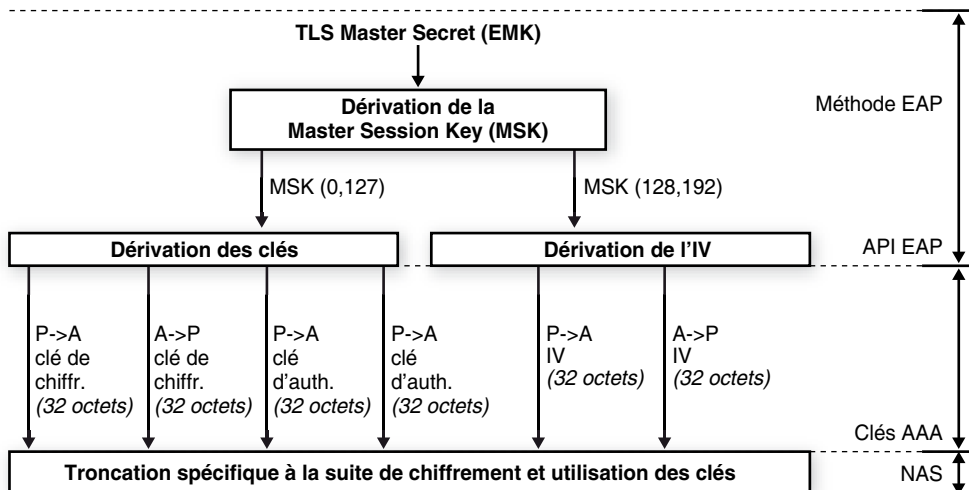 TLS Master Secret (EMK)
Dérivation de la
Master Session Key (MSK)
Méthode EAP
MSK (0,127)
MSK (128,192)
Dérivation des clés
Dérivation de l'IV
API EAP
P->A
clé de
chiffr.
(32 octets)
A->P
clé de
chiffr.
(32 octets)
P->A
clé
d'auth.
(32 octets)
P->A
clé
d'auth.
(32 octets)
P->A
IV
(32 octets)
A->P
IV
(32 octets)
Clés AAA
Troncation spécifique à la suite de chiffrement et utilisation des clés
NAS